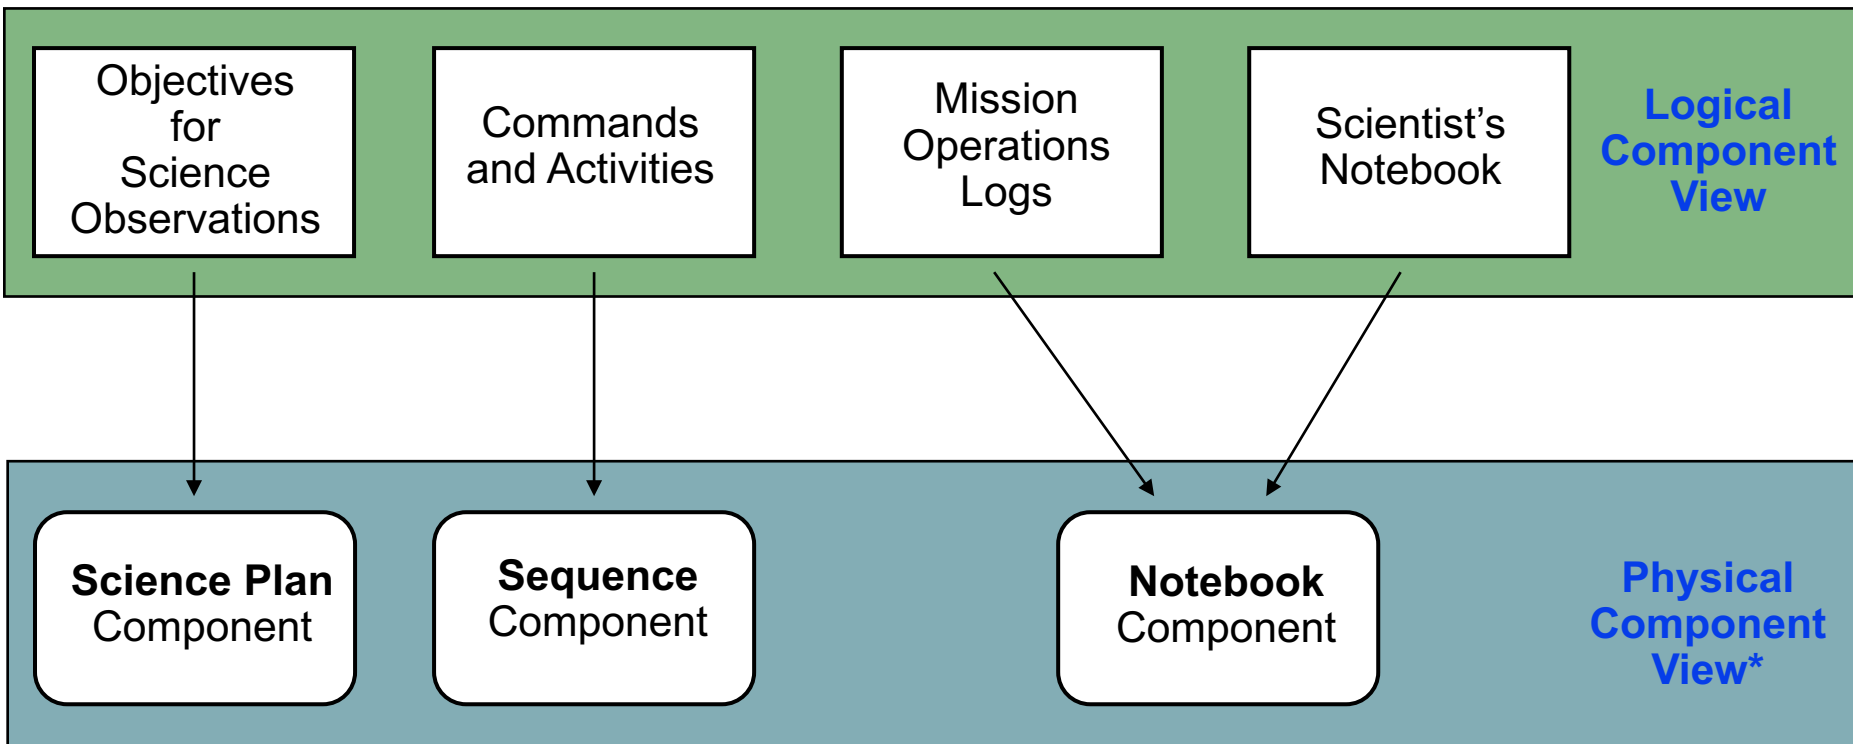 Objectives
for
Science
Observations
Commands
and Activities
Mission
Operations
Logs
Scientist’s
Notebook
Logical
Component
View
Science Plan
Component
Sequence
Component
Notebook
Component
Physical
Component
View*